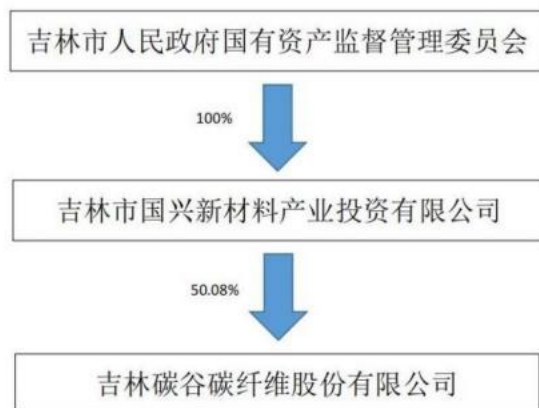 吉林市人民政府国有资产监督管理委员会
100%
吉林市国兴新材料产业投资有限公司
50.08%
吉林碳谷碳纤维股份有限公司